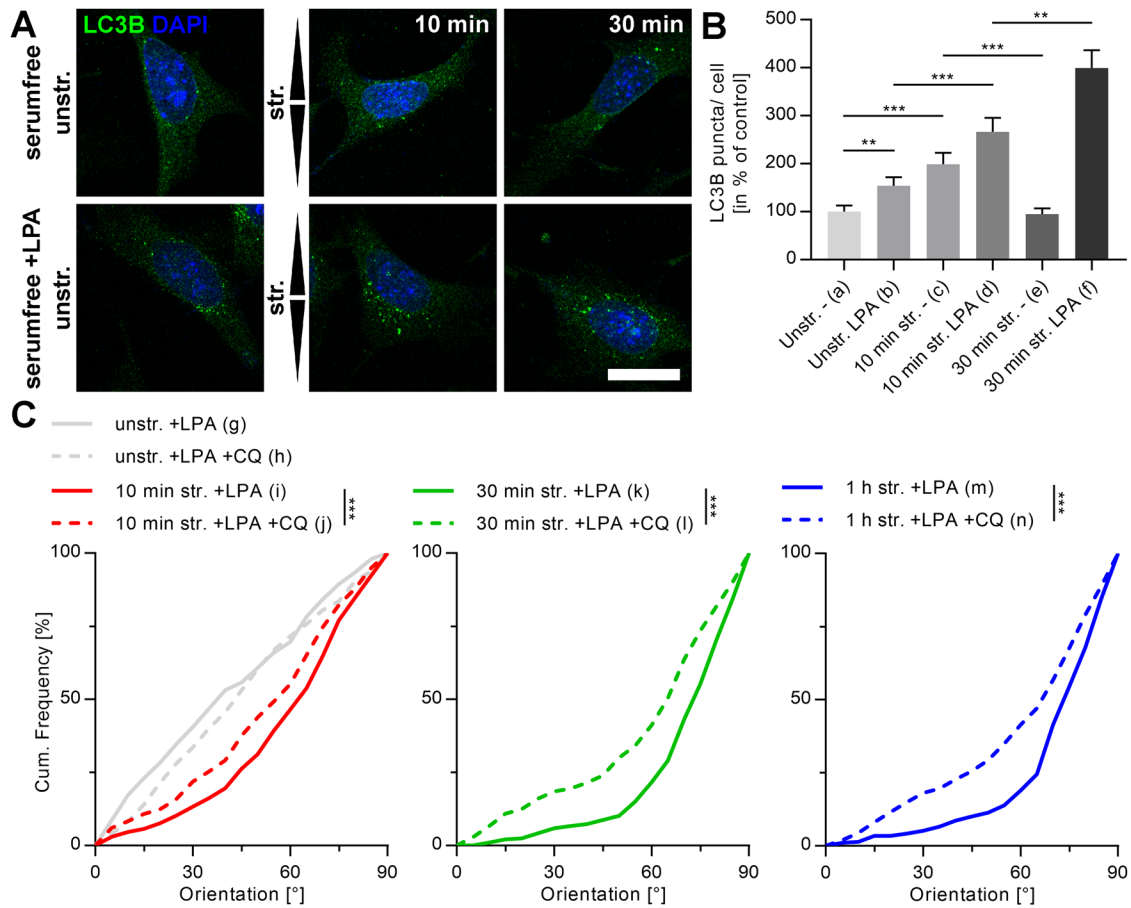 A
LC3B DAPI
10 min
30 min
serumfree
unstr.
str.
serumfree +LPA
unstr.
str.
B
LC3B puncta/ cell
[in % of control]
500
400
300
200
100
0
**
***
***
***
**
Unstr. - (a)
Unstr. LPA (b)
10 min str. - (c)
10 min str. LPA (d)
30 min str. - (e)
30 min str. LPA (f)
C
unstr. +LPA (g)
unstr. +LPA +CQ (h)
10 min str. +LPA (i)
10 min str. +LPA +CQ (j)
***
30 min str. +LPA (k)
30 min str. +LPA +CQ (l)
***
1 h str. +LPA (m)
1 h str. +LPA +CQ (n)
***
Cum. Frequency [%]
100
50
0
0 30 60 90
Orientation [°]
100
50
0
0 30 60 90
Orientation [°]
100
50
0
0 30 60 90
Orientation [°]